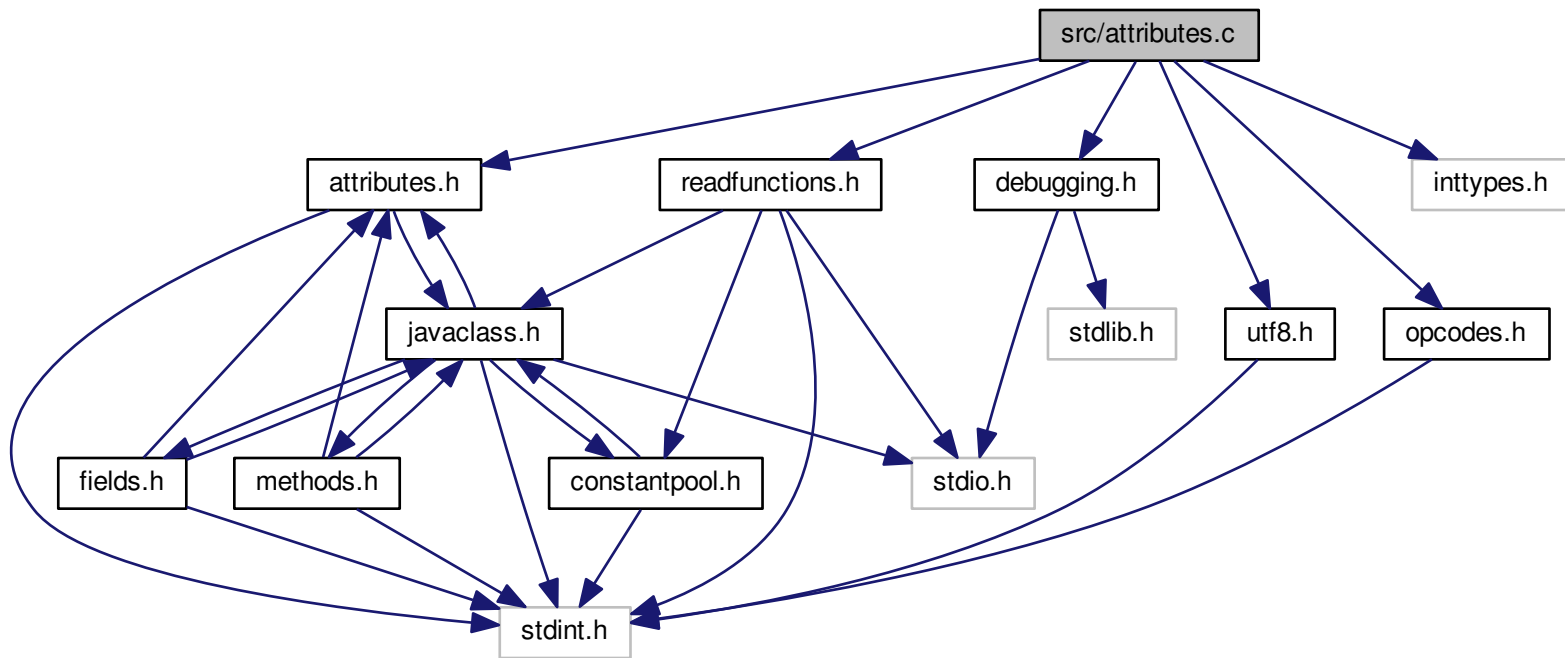 src/attributes.c
attributes.h
readfunctions.h
debugging.h
inttypes.h
javaclass.h
stdlib.h
utf8.h
opcodes.h
fields.h
methods.h
constantpool.h
stdio.h
stdint.h